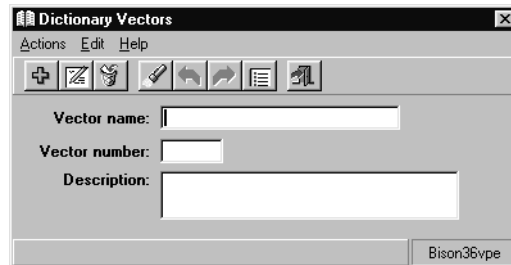 Dictionary Vectors
Actions Edit Help
Vector name:
Vector number:
Description:
Bison36vpe